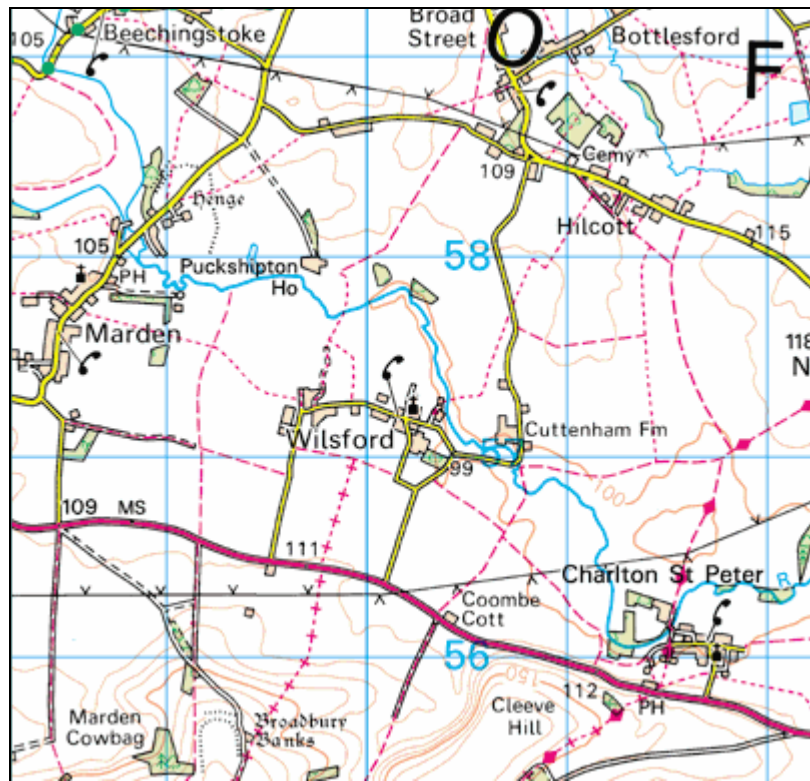 105
Beechingstoke
Broad
Street
O
Bottlesford
F
Cemy
109
Henge
Hilcott
115
105
58
PH
Puckshipton
Ho
Marden
118
N
Wilsford
Cuttenham Fm
99
100
109
MS
111
Charlton St Peter
R
Coombe
Cott
56
150
112
PH
Cleeve
Hill
Marden
Cowbag
Broadbury
Banks